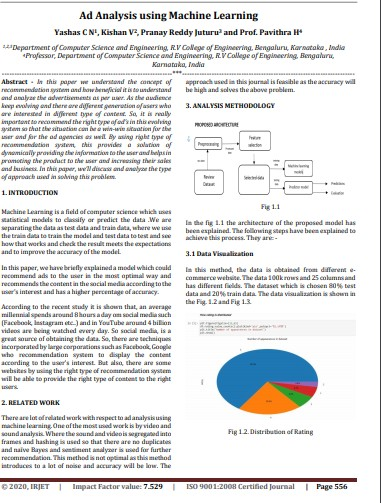 Ad Analysis using Machine Learning
Yashas C N¹, Kishan V², Pranay Reddy Juturu³ and Prof. Pavithra H⁴
¹,²,³Department of Computer Science and Engineering, R.V College of Engineering, Bengaluru, Karnataka , India
⁴Professor, Department of Computer Science and Engineering, R.V College of Engineering, Bengaluru,
Karnataka, India
***
Abstract - In this paper we understand the concept of
recommendation system and how beneficial it is to understand
and analyze the advertisements as per user. As the audience
keep evolving and there are different generation of users who
are interested in different type of content. So, it is really
important to recommend the right type of ad's in this evolving
system so that the situation can be a win-win situation for the
user and for the ad agencies as well. By using right type of
recommendation system, this provides a solution of
dynamically providing the information to the user and helps in
promoting the product to the user and increasing their sales
and business. In this paper, we'll discuss and analyze the type
of approach used in solving this problem.
1. INTRODUCTION
Machine Learning is a field of computer science which uses
statistical models to classify or predict the data .We are
separating the data as test data and train data, where we use
the train data to train the model and test data to test and see
how that works and check the result meets the expectations
and to improve the accuracy of the model.
In this paper, we have briefly explained a model which could
recommend ads to the user in the most optimal way and
recommends the content in the social media according to the
user's interest and has a higher percentage of accuracy.
According to the recent study it is shown that, an average
millennial spends around 8 hours a day om social media such
(Facebook, Instagram etc..) and in YouTube around 4 billion
videos are being watched every day. So social media, is a
great source of obtaining the data. So, there are techniques
incorporated by large corporations such as Facebook, Google
who recommendation system to display the content
according to the user's interest. But also, there are some
websites by using the right type of recommendation system
will be able to provide the right type of content to the right
users.
2. RELATED WORK
There are lot of related work with respect to ad analysis using
machine learning. One of the most used work is by video and
sound analysis. Where the sound and video is segregated into
frames and hashing is used so that there are no duplicates
and naive Bayes and sentiment analyzer is used for further
recommendation. This method is not optimal as this method
introduces to a lot of noise and accuracy will be low. The
approach used in this journal is feasible as the accuracy will
be high and solves the above problem.
3. ANALYSIS METHODOLOGY
PROPOSED ARCHITECTURE
Preprocessing
Feature
selection
Review
Dataset
Selected data
Machine learning
model
Predictive model
Prediction
Evaluation
Fig 1.1
In the fig 1.1 the architecture of the proposed model has
been explained. The following steps have been explained to
achieve this process. They are: -
3.1 Data Visualization
In this method, the data is obtained from different e-
commerce website. The data 100k rows and 25 columns and
has different fields. The dataset which is chosen 80% test
data and 20% train data. The data visualization is shown in
the Fig. 1.2 and Fig 1.3.
Fig 1.2. Distribution of Rating
© 2020, IRJET | Impact Factor value: 7.529 | ISO 9001:2008 Certified Journal | Page 556